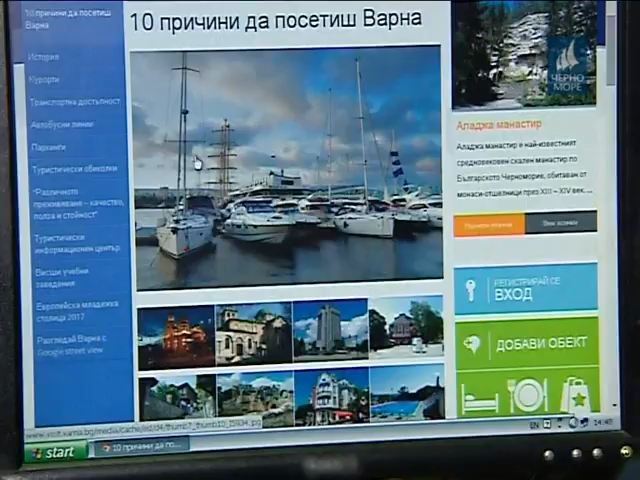 10 причини да посетиш
Варна
История
Курорти
Транспортна достъпност
Автобусни линии
Паркинги
Туристически обиколки
"Различното
преживяване – качество,
полза и стойност"
Туристически
информационен център
Висши учебни
заведения
Европейска младежка
столица 2017
Разгледай Варна с
Google street view
10 причини да посетиш Варна
ЧЕРНО
МОРЕ
Аладжа манастир
Аладжа манастир е най-известният
средновековен скален манастир по
Българското Черноморие, обитаван от
монаси-отшелници през XIII – XIV век. ...
Виж всички
РЕГИСТРИРАЙ СЕ
ВХОД
ДОБАВИ ОБЕКТ
start
10 причини да по...
EN
14:48